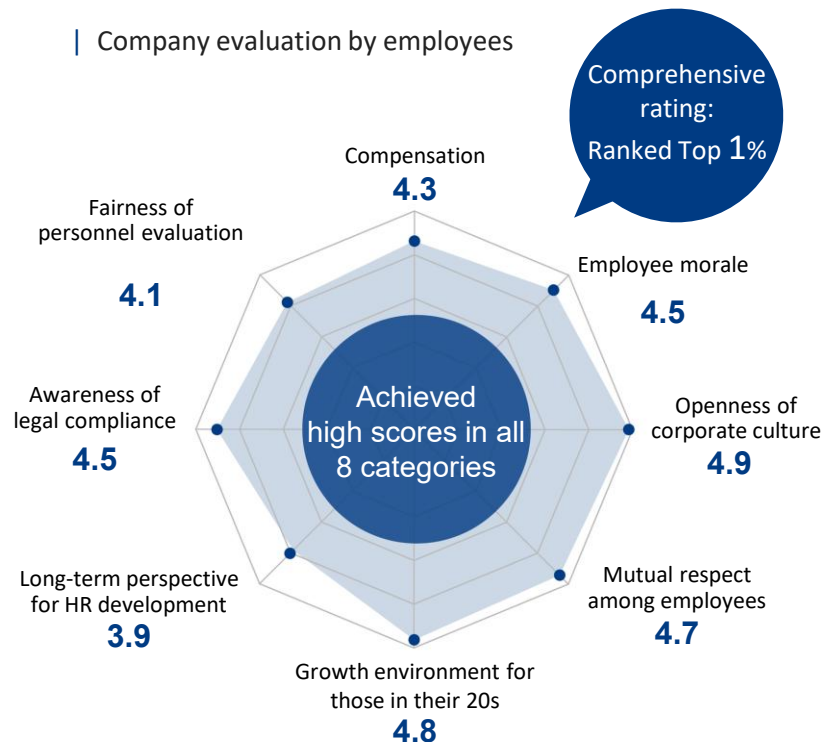 | Company evaluation by employees
Comprehensive
rating:
Ranked Top 1%
Compensation
4.3
Employee morale
4.5
Openness of
corporate culture
4.9
Mutual respect
among employees
4.7
Growth environment for
those in their 20s
4.8
Long-term perspective
for HR development
3.9
Awareness of
legal compliance
4.5
Fairness of
personnel evaluation
4.1
Achieved
high scores in all
8 categories